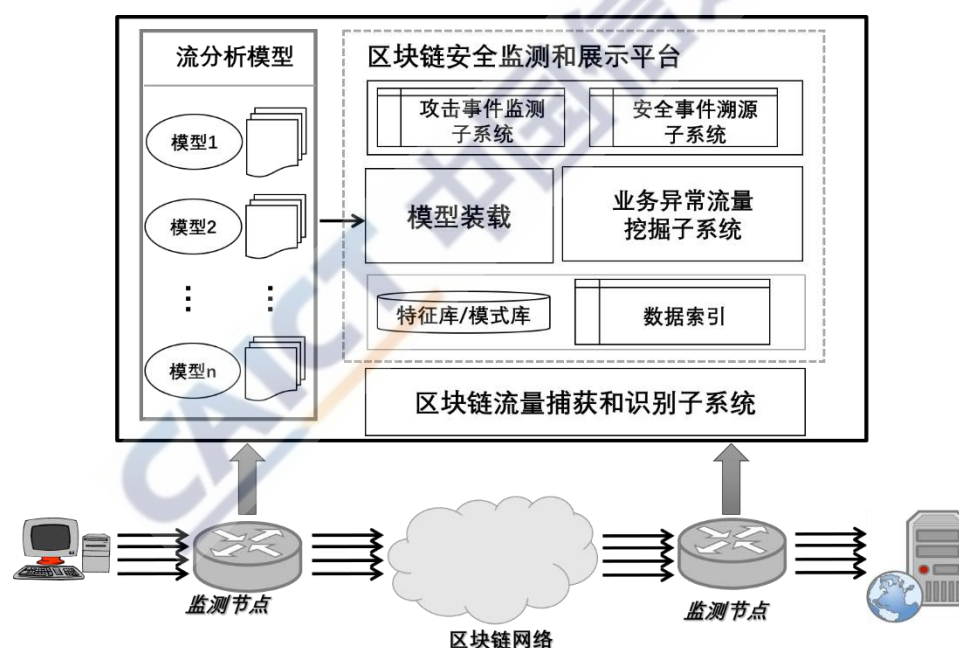 流分析模型
模型1
模型2
模型n
区块链安全监测和展示平台
攻击事件监测
子系统
安全事件溯源
子系统
模型装载
业务异常流量
挖掘子系统
特征库/模式库
数据索引
区块链流量捕获和识别子系统
监测节点
监测节点
区块链网络
CAICT 中国信